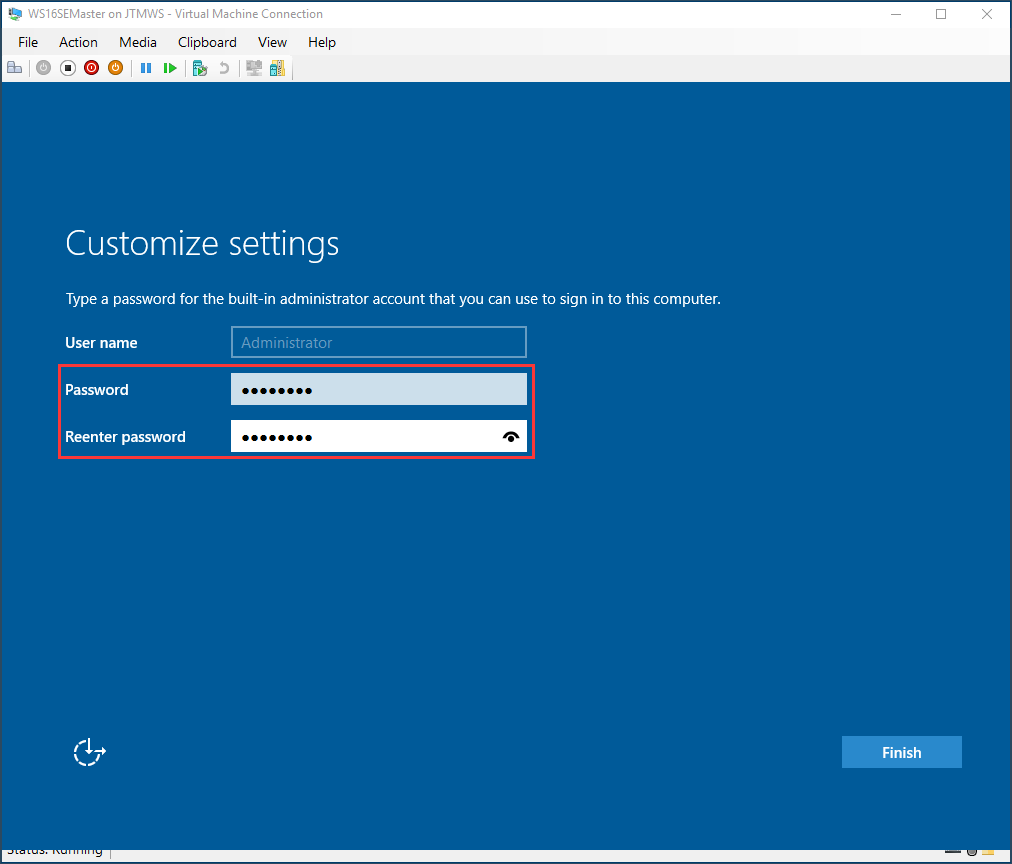 WS16SEMaster on JTMWS - Virtual Machine Connection
File Action Media Clipboard View Help
Customize settings
Type a password for the built-in administrator account that you can use to sign in to this computer.
User name Administrator
Password ●●●●●●●●
Reenter password ●●●●●●●●
Finish
Status: Running